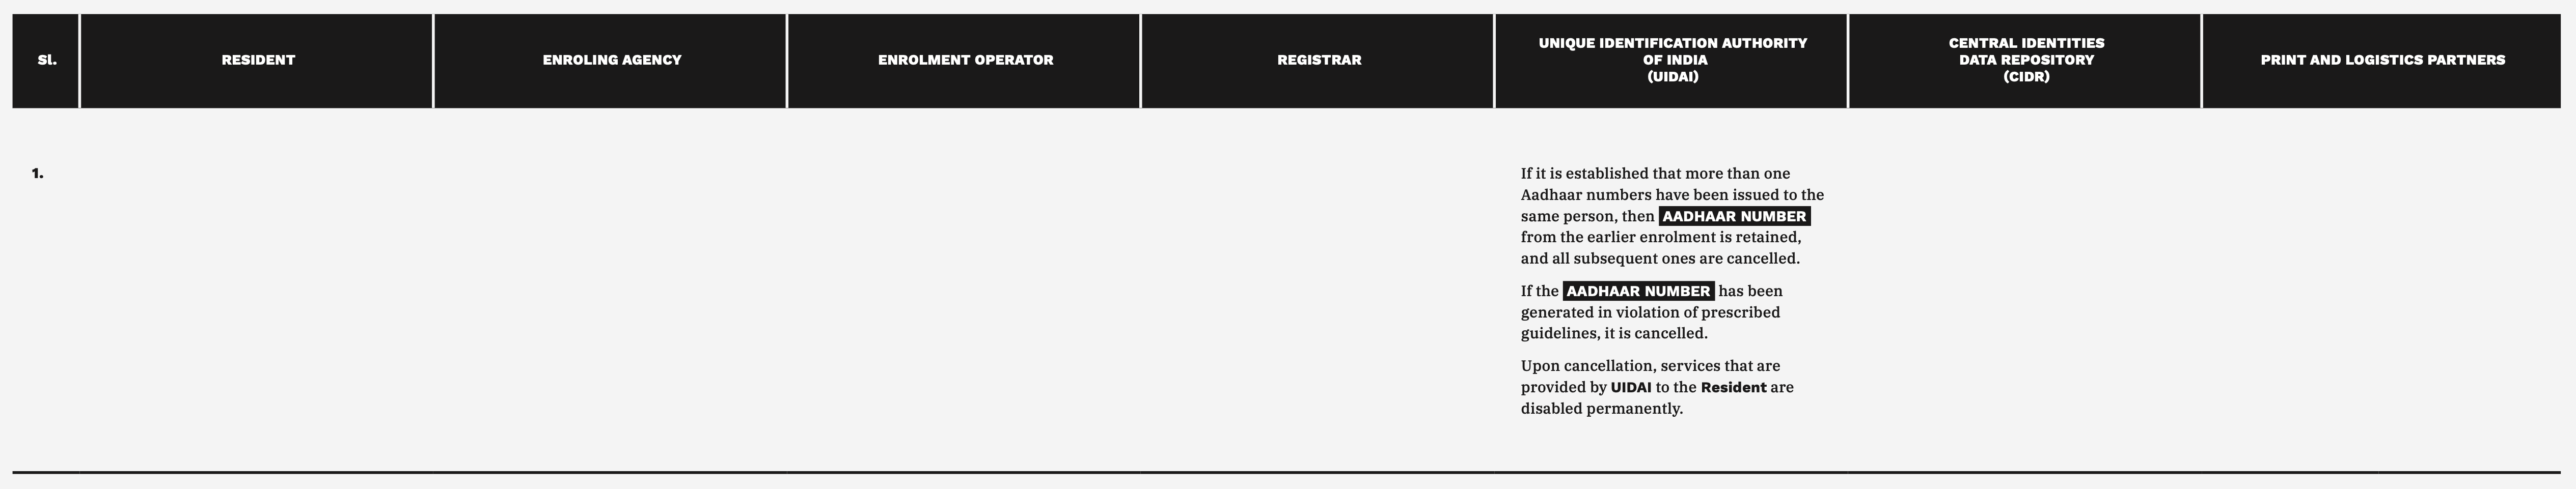 Sl.
RESIDENT
ENROLING AGENCY
ENROLMENT OPERATOR
REGISTRAR
UNIQUE IDENTIFICATION AUTHORITY
OF INDIA
(UIDAI)
CENTRAL IDENTITIES
DATA REPOSITORY
(CIDR)
PRINT AND LOGISTICS PARTNERS
1.
If it is established that more than one
Aadhaar numbers have been issued to the
same person, then AADHAAR NUMBER
from the earlier enrolment is retained,
and all subsequent ones are cancelled.
If the AADHAAR NUMBER has been
generated in violation of prescribed
guidelines, it is cancelled.
Upon cancellation, services that are
provided by UIDAI to the Resident are
disabled permanently.